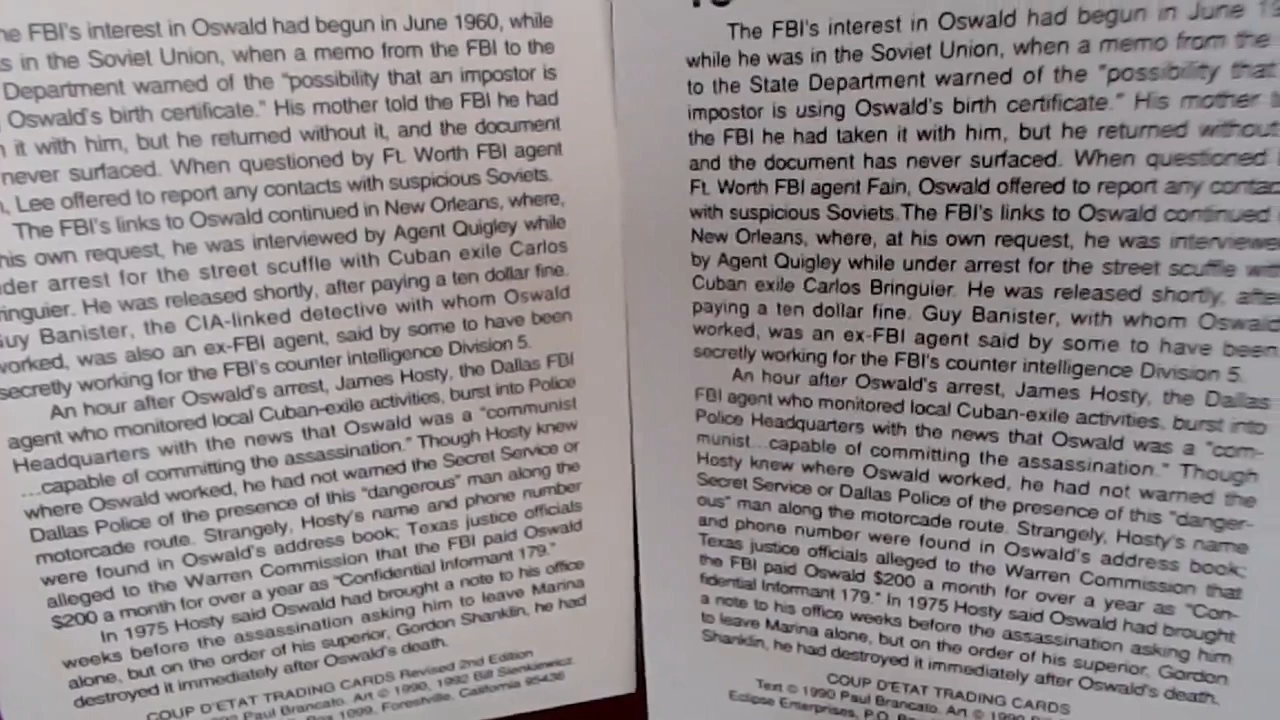 he FBI's interest in Oswald had begun in June 1960, while
s in the Soviet Union, when a memo from the FBI to the
Department warned of the "possibility that an impostor is
Oswald's birth certificate." His mother told the FBI he had
it with him, but he returned without it, and the document
never surfaced. When questioned by Ft. Worth FBI agent
, Lee offered to report any contacts with suspicious Soviets.
The FBI's links to Oswald continued in New Orleans, where,
his own request, he was interviewed by Agent Quigley while
der arrest for the street scuffle with Cuban exile Carlos
ringuier. He was released shortly, after paying a ten dollar fine.
Guy Banister, the CIA-linked detective with whom Oswald
worked, was also an ex-FBI agent, said by some to have been
secretly working for the FBI's counter intelligence Division 5.
An hour after Oswald's arrest, James Hosty, the Dallas FBI
agent who monitored local Cuban-exile activities, burst into Police
Headquarters with the news that Oswald was a "communist
...capable of committing the assassination." Though Hosty knew
where Oswald worked, he had not warned the Secret Service or
Dallas Police of the presence of this "dangerous" man along the
motorcade route. Strangely, Hosty's name and phone number
were found in Oswald's address book; Texas justice officials
alleged to the Warren Commission that the FBI paid Oswald
$200 a month for over a year as "Confidential Informant 179."
In 1975 Hosty said Oswald had brought a note to his office
weeks before the assassination asking him to leave Marina
alone, but on the order of his superior, Gordon Shanklin, he had
destroyed it immediately after Oswald's death.
COUP D'ETAT TRADING CARDS Revised 2nd Edition
Paul Brancato. Art © 1990, 1992 Bill Sienkiewicz
Box 1099, Forestville, California 95436
The FBI's interest in Oswald had begun in June
while he was in the Soviet Union, when a memo from the
to the State Department warned of the "possibility that
impostor is using Oswald's birth certificate." His mother
the FBI he had taken it with him, but he returned without
and the document has never surfaced. When questioned
Ft. Worth FBI agent Fain, Oswald offered to report any contac
with suspicious Soviets.The FBI's links to Oswald continued
New Orleans, where, at his own request, he was interviewe
by Agent Quigley while under arrest for the street scuffle with
Cuban exile Carlos Bringuier. He was released shortly, after
paying a ten dollar fine. Guy Banister, with whom Oswald
worked, was an ex-FBI agent said by some to have been
secretly working for the FBI's counter intelligence Division 5.
An hour after Oswald's arrest, James Hosty, the Dallas
FBI agent who monitored local Cuban-exile activities, burst into
Police Headquarters with the news that Oswald was a "com-
munist...capable of committing the assassination." Though
Hosty knew where Oswald worked, he had not warned the
Secret Service or Dallas Police of the presence of this "danger-
ous" man along the motorcade route. Strangely, Hosty's name
and phone number were found in Oswald's address book;
Texas justice officials alleged to the Warren Commission that
the FBI paid Oswald $200 a month for over a year as "Con-
fidential Informant 179." In 1975 Hosty said Oswald had brought
a note to his office weeks before the assassination asking him
to leave Marina alone, but on the order of his superior, Gordon
Shanklin, he had destroyed it immediately after Oswald's death.
COUP D'ETAT TRADING CARDS
Text © 1990 Paul Brancato. Art © 1990
Eclipse Enterprises, P.O.